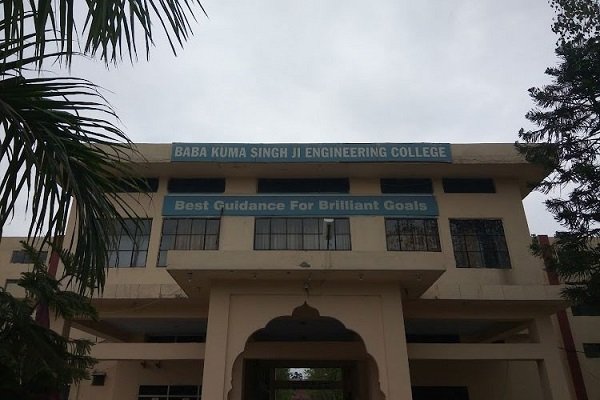 BABA KUMA SINGH JI ENGINEERING COLLEGE
Best Guidance For Brilliant Goals